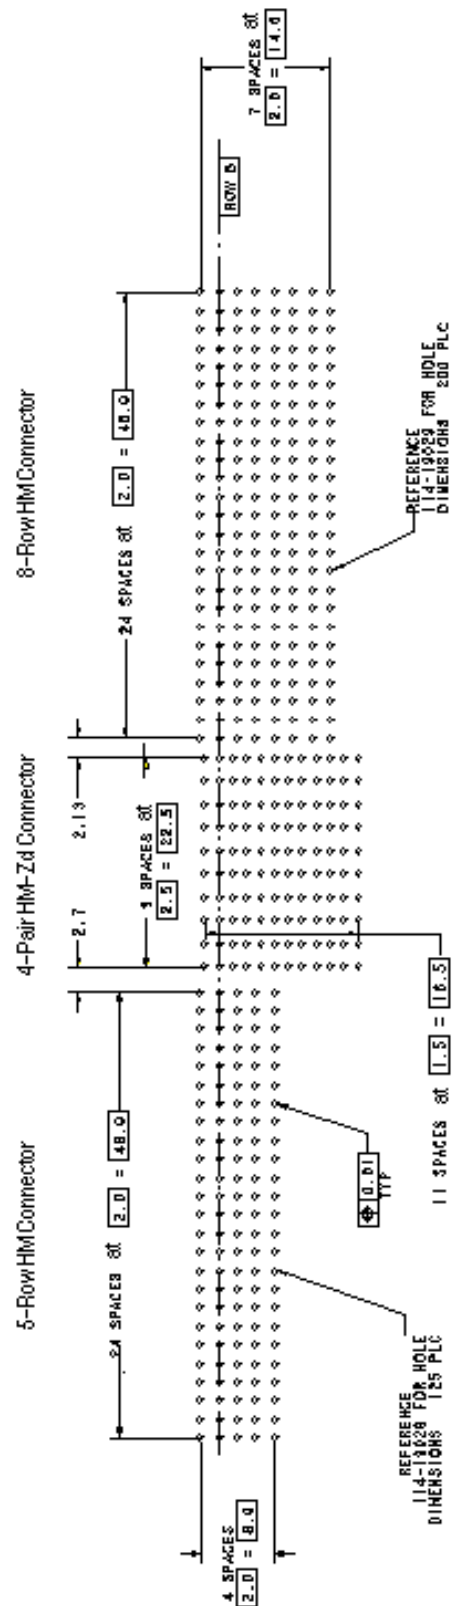 7 SPACES at
2.0 = 14.0
ROW B
8-Row HM Connector
24 SPACES at 2.0 = 48.0
REFERENCE
114-19029 FOR HOLE
DIMENSIONS 200 PLC
4-Pair HM-Zd Connector
2.13
2.7
9 SPACES at
2.5 = 22.5
11 SPACES at 1.5 = 16.5
5-Row HM Connector
24 SPACES at 2.0 = 48.0
0.01
TYP
REFERENCE
114-19029 FOR HOLE
DIMENSIONS 125 PLC
4 SPACES
2.0 = 8.0